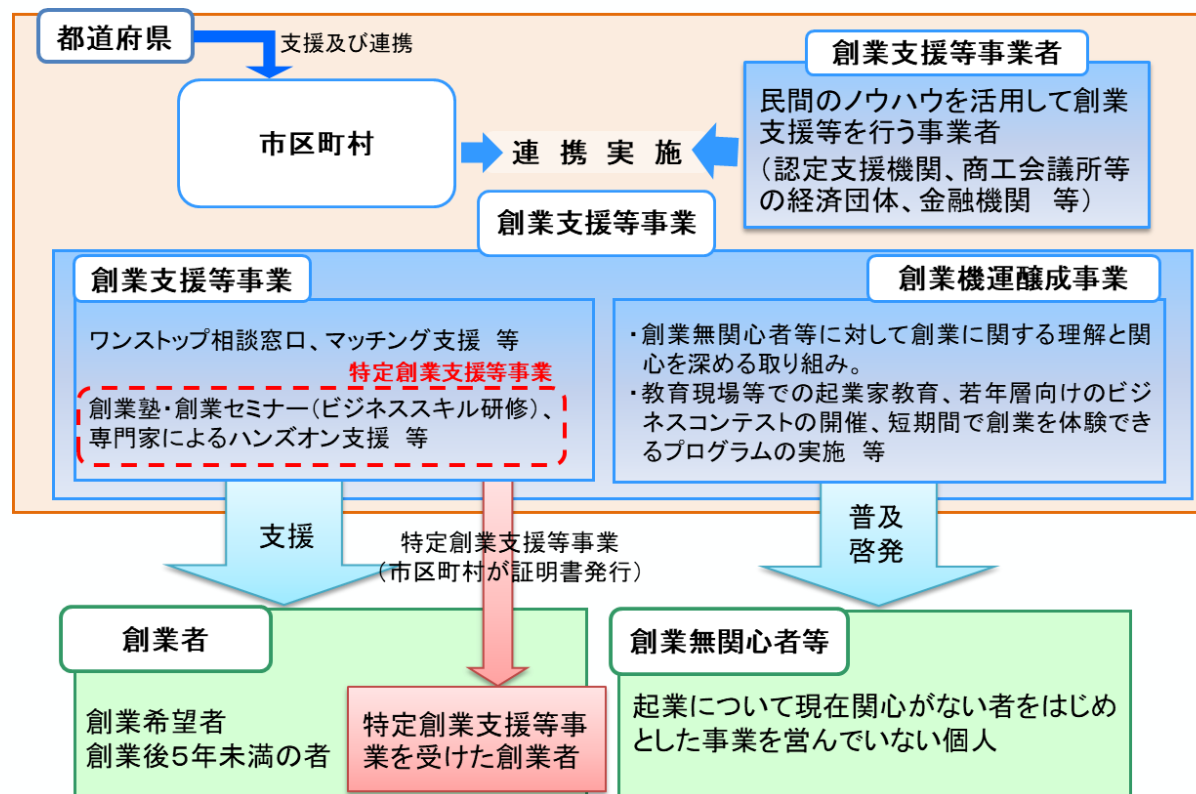 都道府県
支援及び連携
市区町村
連携実施
創業支援等事業者
民間のノウハウを活用して創業
支援等を行う事業者
（認定支援機関、商工会議所等
の経済団体、金融機関　等）
創業支援等事業
創業支援等事業
ワンストップ相談窓口、マッチング支援　等
特定創業支援等事業
創業塾・創業セミナー（ビジネススキル研修）、
専門家によるハンズオン支援　等
創業機運醸成事業
・創業無関心者等に対して創業に関する理解と関
心を深める取り組み。
・教育現場等での起業家教育、若年層向けのビジ
ネスコンテストの開催、短期間で創業を体験でき
るプログラムの実施　等
支援
特定創業支援等事業
（市区町村が証明書発行）
普及
啓発
創業者
創業希望者
創業後５年未満の者
特定創業支援等事
業を受けた創業者
創業無関心者等
起業について現在関心がない者をはじめ
とした事業を営んでいない個人